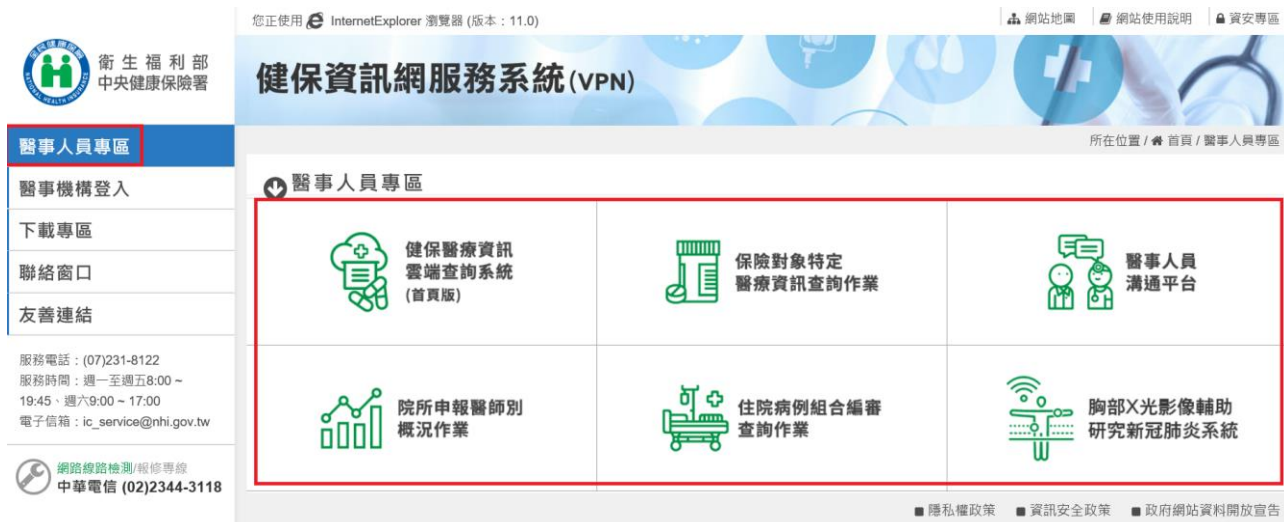 您正使用 InternetExplorer 瀏覽器 (版本：11.0)
網站地圖
網站使用說明
資安專區
全民健康保險
NATIONAL HEALTH INSURANCE
衛生福利部
中央健康保險署
健保資訊網服務系統(VPN)
所在位置 / 首頁 / 醫事人員專區
醫事人員專區
醫事機構登入
下載專區
聯絡窗口
友善連結
服務電話：(07)231-8122
服務時間：週一至週五8:00 ~
19:45、週六9:00 ~ 17:00
電子信箱：ic_service@nhi.gov.tw
網路線路檢測/報修專線
中華電信 (02)2344-3118
醫事人員專區
健保醫療資訊
雲端查詢系統
(首頁版)
保險對象特定
醫療資訊查詢作業
醫事人員
溝通平台
院所申報醫師別
概況作業
住院病例組合編審
查詢作業
胸部X光影像輔助
研究新冠肺炎系統
隱私權政策
資訊安全政策
政府網站資料開放宣告